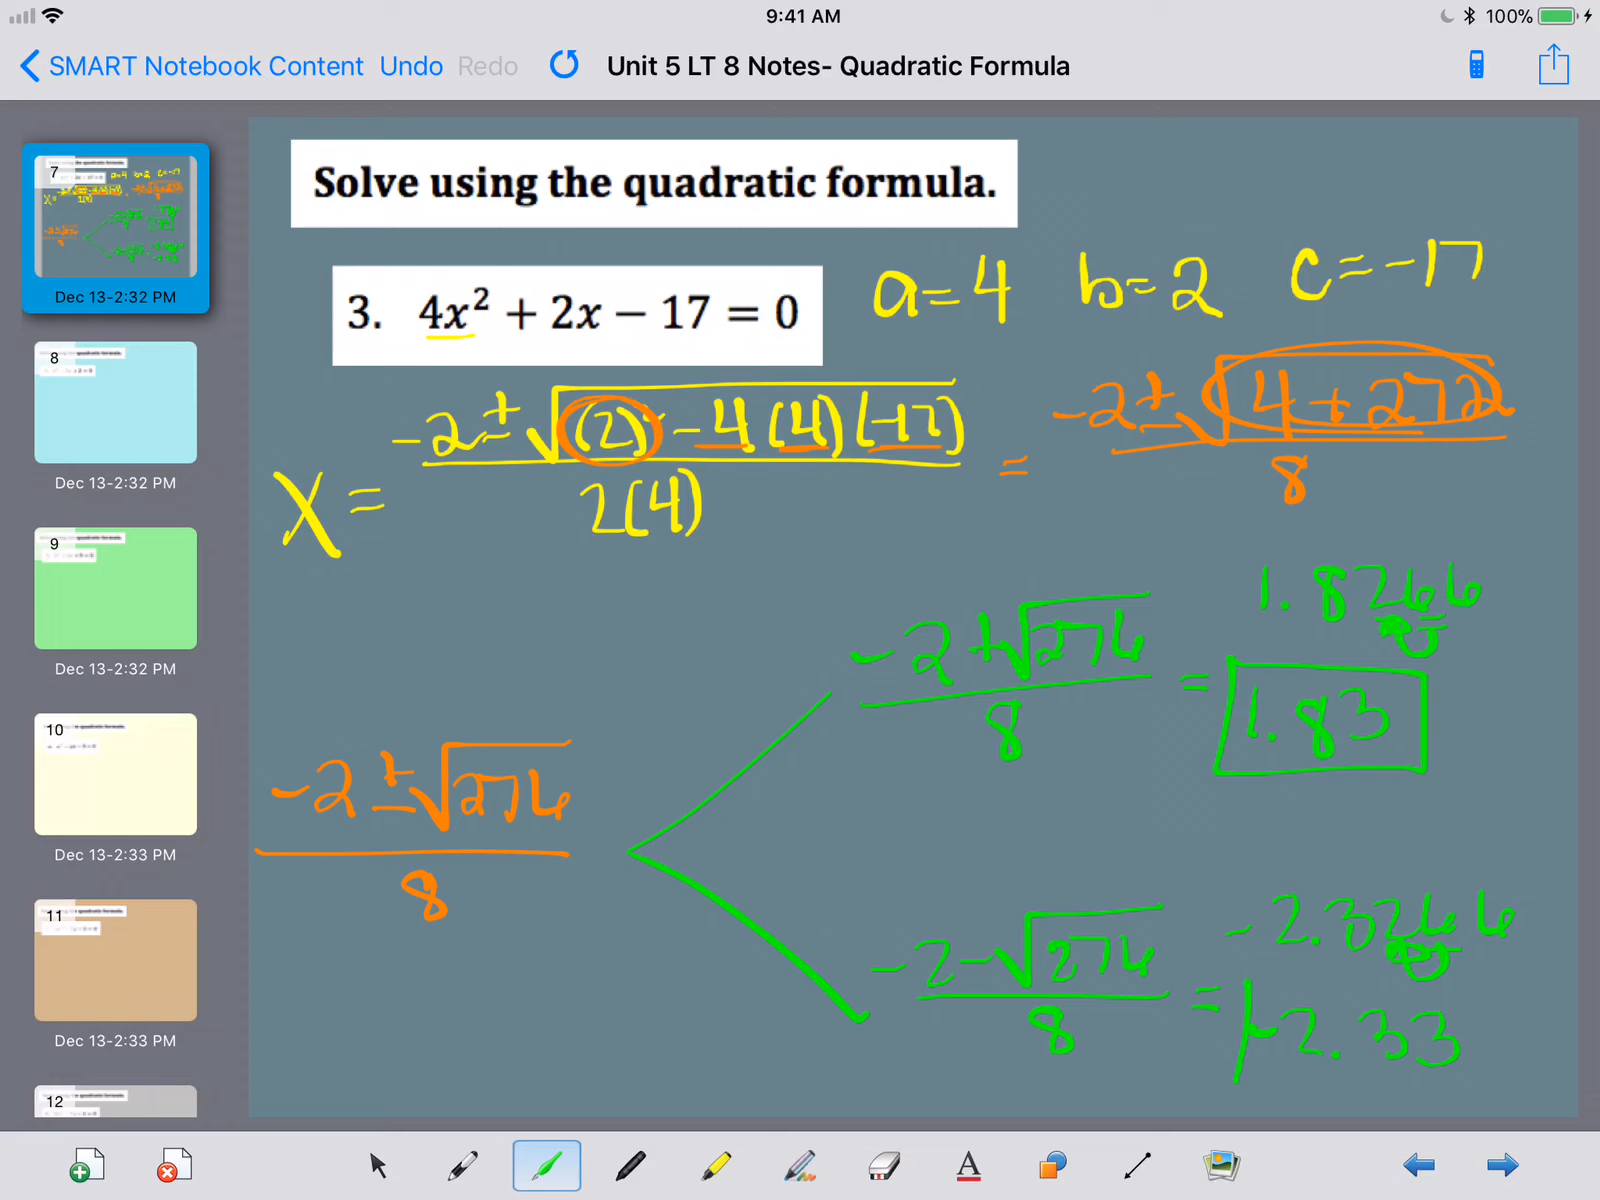 9:41 AM
100%
SMART Notebook Content Undo Redo Unit 5 LT 8 Notes- Quadratic Formula
7
Dec 13-2:32 PM
8
Dec 13-2:32 PM
9
Dec 13-2:32 PM
10
Dec 13-2:33 PM
11
Dec 13-2:33 PM
12
Solve using the quadratic formula.
3. 4x² + 2x − 17 = 0
a=4 b=2 c=-17
x = (-2 ± √((2)² - 4(4)(-17))) / 2(4) = (-2 ± √(4 + 272)) / 8
(-2 ± √276) / 8
1.8266
(-2 + √276) / 8 = 1.83
-2.3266
(-2 - √276) / 8 = -2.33
A